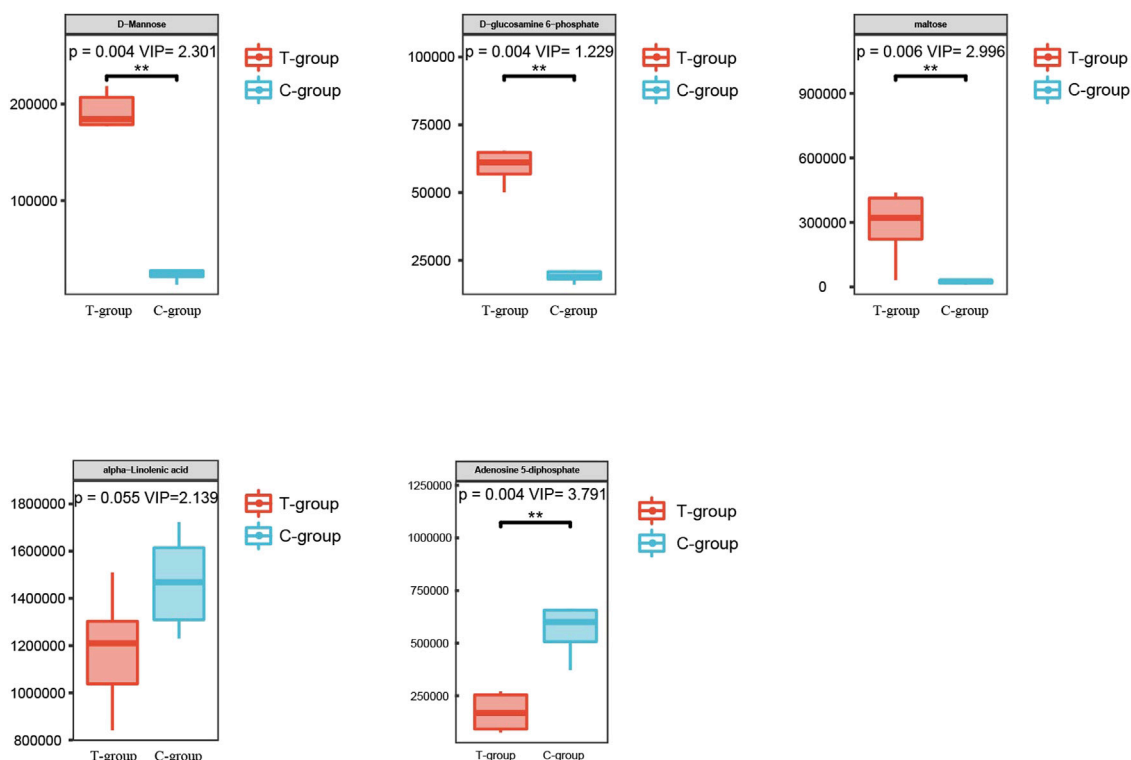 D-Mannose
p = 0.004 VIP= 2.301
**
200000
100000
T-group C-group
T-group
C-group
D-glucosamine 6-phosphate
p = 0.004 VIP= 1.229
**
100000
75000
50000
25000
T-group C-group
T-group
C-group
maltose
p = 0.006 VIP= 2.996
**
900000
600000
300000
0
T-group C-group
T-group
C-group
alpha-Linolenic acid
p = 0.055 VIP=2.139
1800000
1600000
1400000
1200000
1000000
800000
T-group C-group
T-group
C-group
Adenosine 5-diphosphate
p = 0.004 VIP= 3.791
**
1250000
1000000
750000
500000
250000
T-group C-group
T-group
C-group